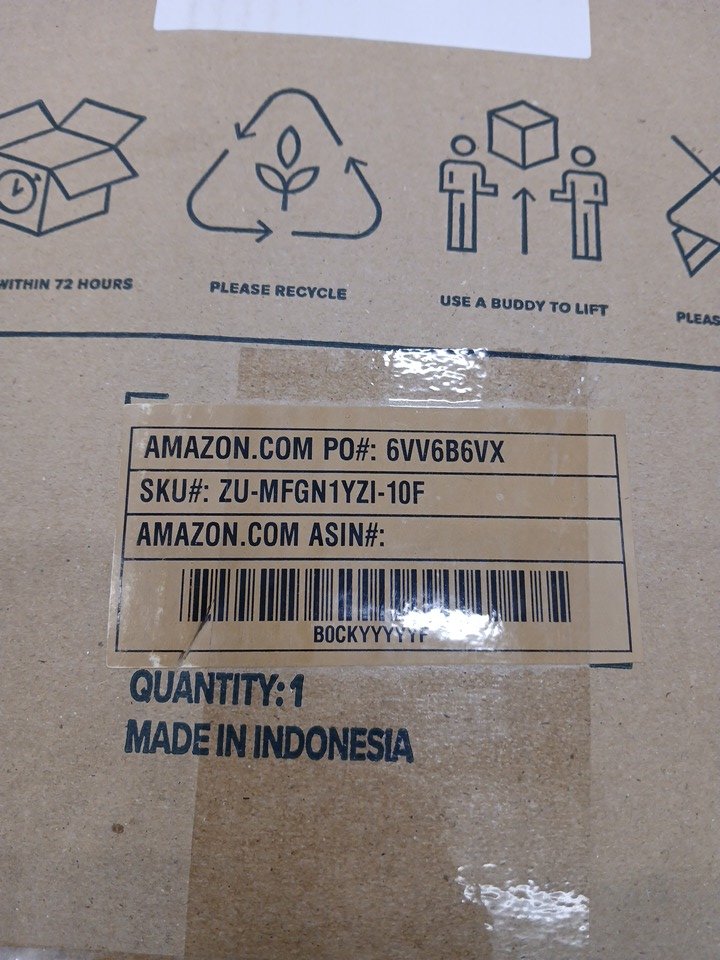 WITHIN 72 HOURS
PLEASE RECYCLE
USE A BUDDY TO LIFT
AMAZON.COM PO#: 6VV6B6VX
SKU#: ZU-MFGN1YZI-10F
AMAZON.COM ASIN#:
B0CKYYYYYF
QUANTITY: 1
MADE IN INDONESIA